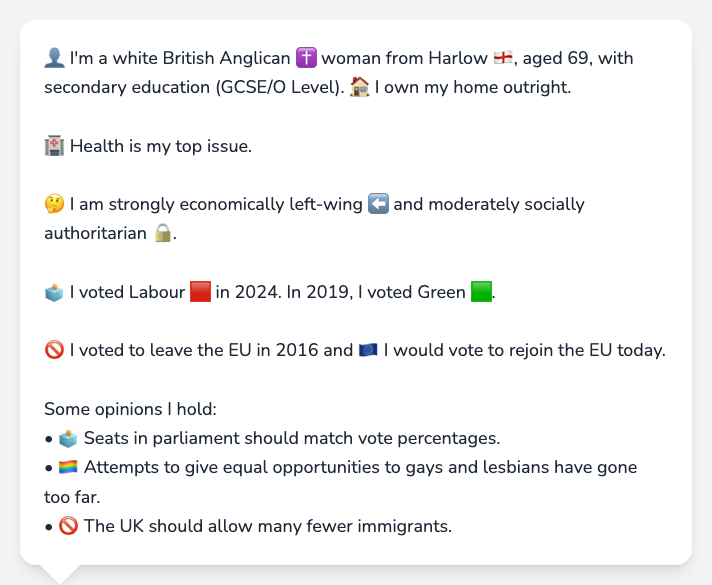 👤 I'm a white British Anglican ✝️ woman from Harlow 🏴󠁧󠁢󠁥󠁮󠁧󠁿, aged 69, with
secondary education (GCSE/O Level). 🏠 I own my home outright.
🏥 Health is my top issue.
🤔 I am strongly economically left-wing ⬅️ and moderately socially
authoritarian 🔒.
🗳️ I voted Labour 🟥 in 2024. In 2019, I voted Green 🟩.
🚫 I voted to leave the EU in 2016 and 🇪🇺 I would vote to rejoin the EU today.
Some opinions I hold:
• 🗳️ Seats in parliament should match vote percentages.
• 🏳️‍🌈 Attempts to give equal opportunities to gays and lesbians have gone
too far.
• 🚫 The UK should allow many fewer immigrants.